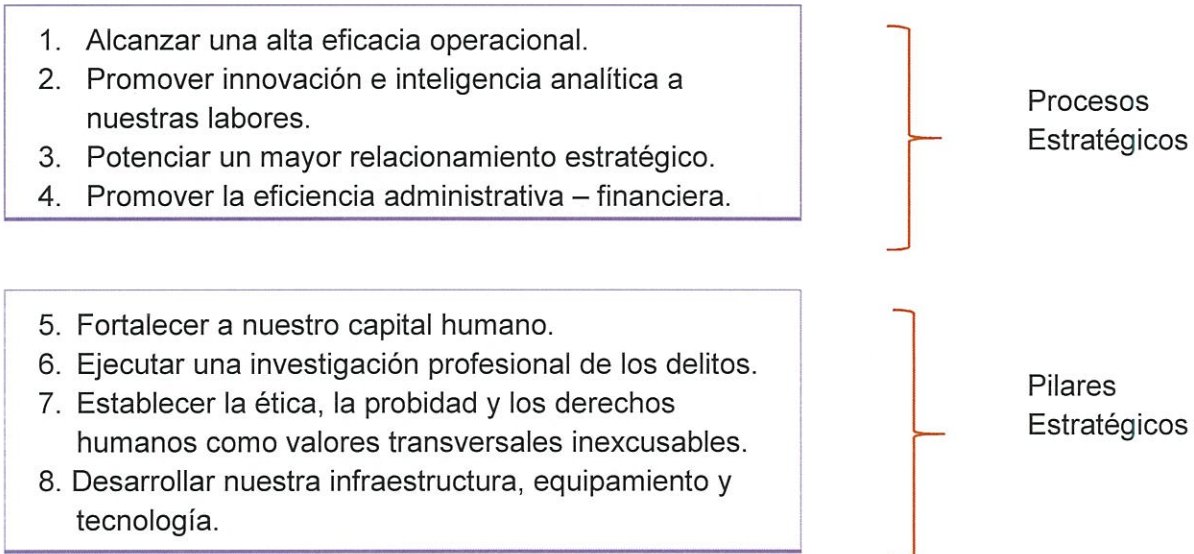 1. Alcanzar una alta eficacia operacional.
2. Promover innovación e inteligencia analítica a
nuestras labores.
3. Potenciar un mayor relacionamiento estratégico.
4. Promover la eficiencia administrativa – financiera.
Procesos
Estratégicos
5. Fortalecer a nuestro capital humano.
6. Ejecutar una investigación profesional de los delitos.
7. Establecer la ética, la probidad y los derechos
humanos como valores transversales inexcusables.
8. Desarrollar nuestra infraestructura, equipamiento y
tecnología.
Pilares
Estratégicos